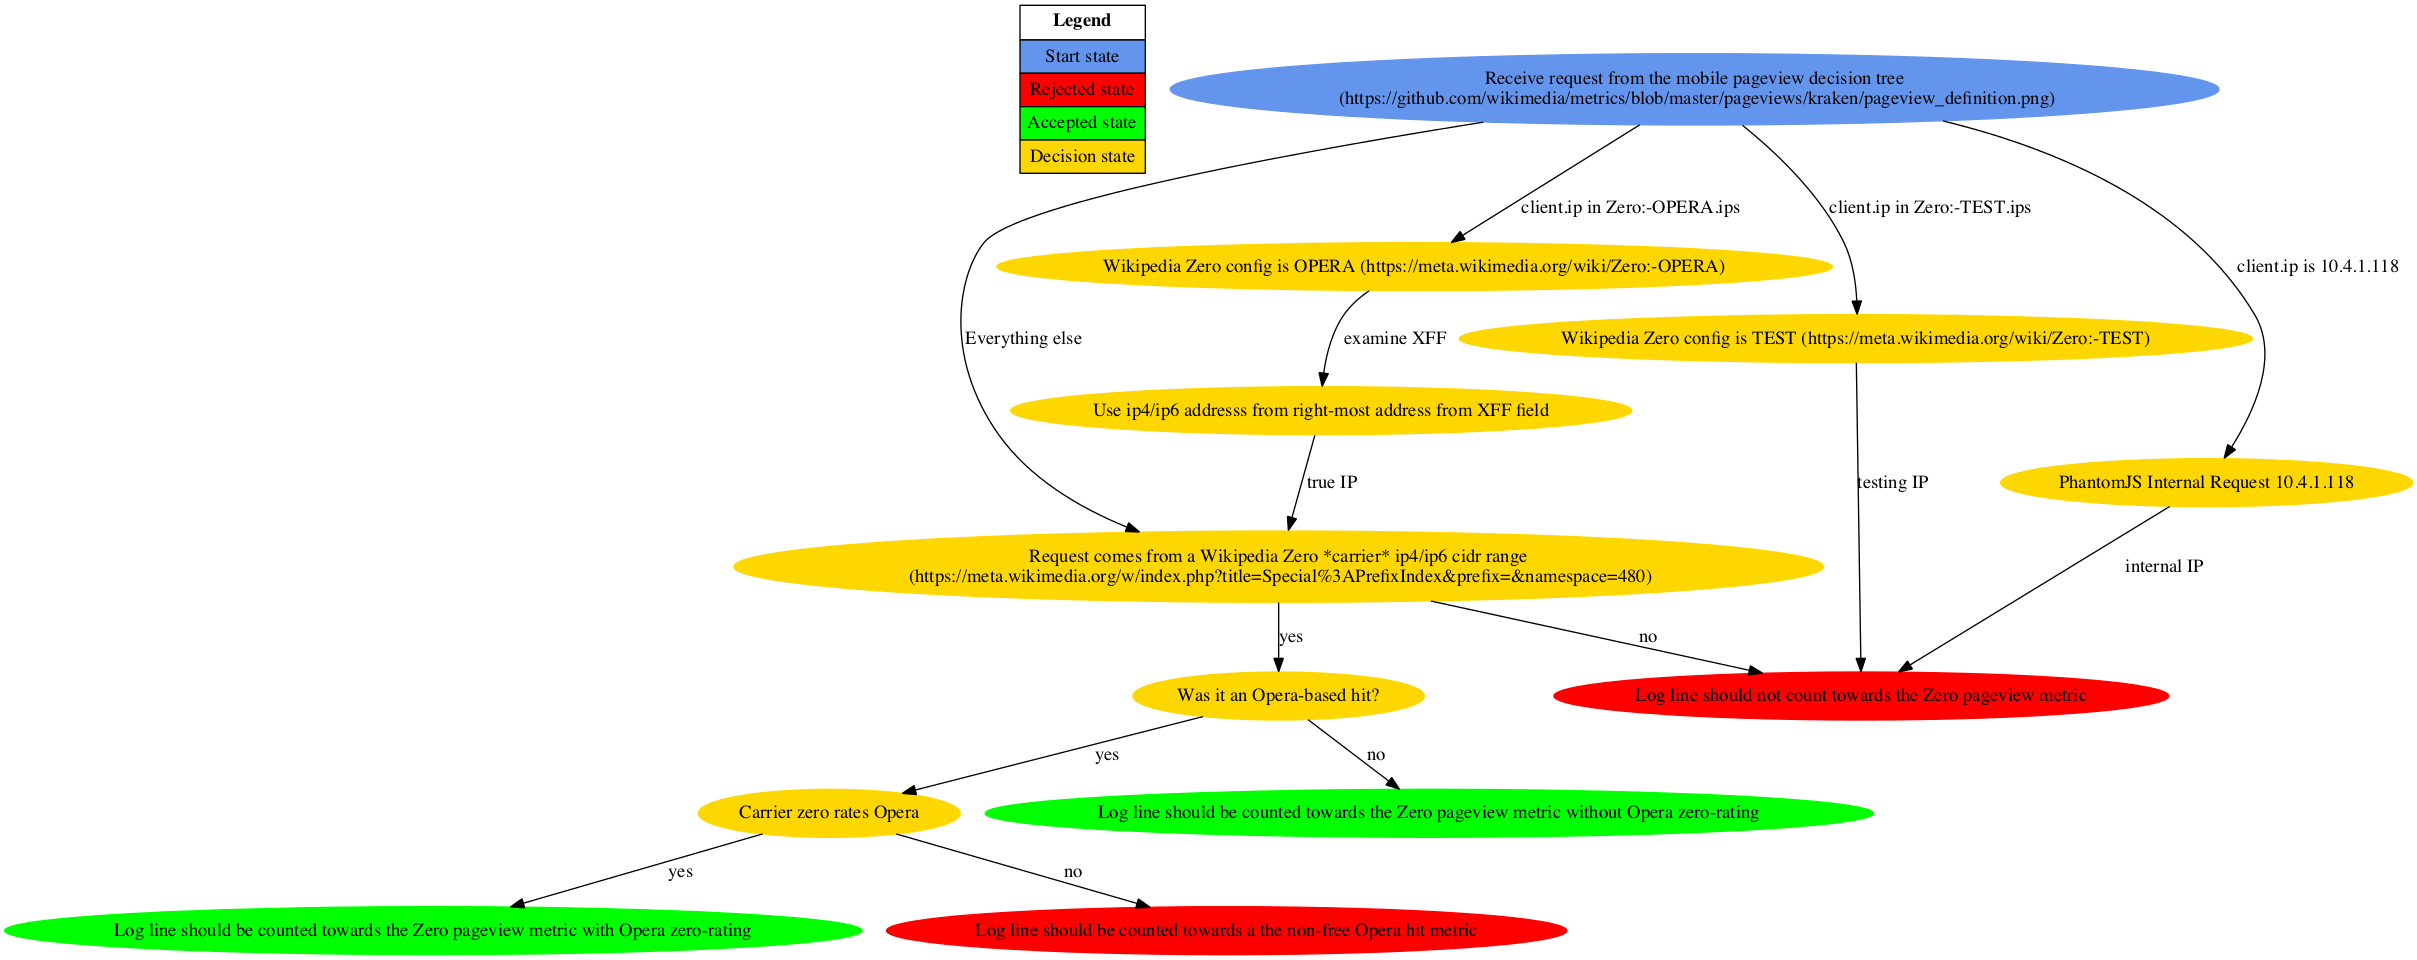 Legend
Start state
Rejected state
Accepted state
Decision state
Receive request from the mobile pageview decision tree
(https://github.com/wikimedia/metrics/blob/master/pageviews/kraken/pageview_definition.png)
client.ip in Zero:-OPERA.ips
client.ip in Zero:-TEST.ips
client.ip is 10.4.1.118
Wikipedia Zero config is OPERA (https://meta.wikimedia.org/wiki/Zero:-OPERA)
Everything else
examine XFF
Wikipedia Zero config is TEST (https://meta.wikimedia.org/wiki/Zero:-TEST)
Use ip4/ip6 addresss from right-most address from XFF field
true IP
testing IP
PhantomJS Internal Request 10.4.1.118
Request comes from a Wikipedia Zero *carrier* ip4/ip6 cidr range
(https://meta.wikimedia.org/w/index.php?title=Special%3APrefixIndex&prefix=&namespace=480)
internal IP
yes
no
Was it an Opera-based hit?
Log line should not count towards the Zero pageview metric
yes
no
Carrier zero rates Opera
Log line should be counted towards the Zero pageview metric without Opera zero-rating
yes
no
Log line should be counted towards the Zero pageview metric with Opera zero-rating
Log line should be counted towards a the non-free Opera hit metric